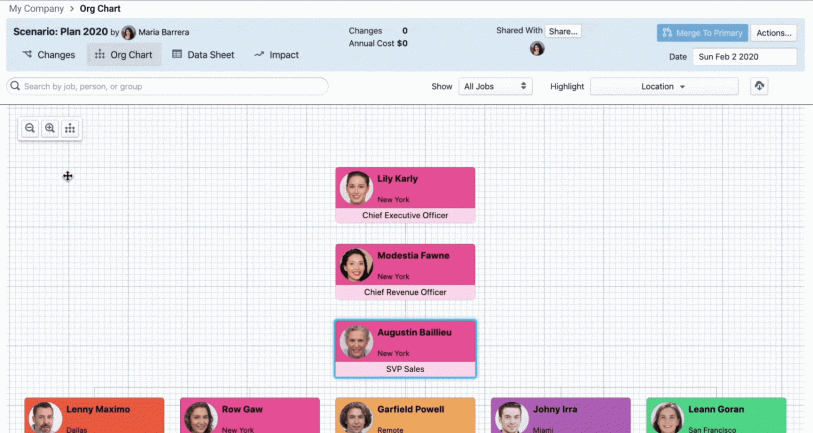 My Company > Org Chart
Scenario: Plan 2020 by Maria Barrera
Changes 0
Annual Cost $0
Shared With Share...
Merge To Primary
Actions...
Date Sun Feb 2 2020
Changes
Org Chart
Data Sheet
Impact
Search by job, person, or group
Show All Jobs
Highlight Location
Lily Karly
New York
Chief Executive Officer
Modestia Fawne
New York
Chief Revenue Officer
Augustin Baillieu
New York
SVP Sales
Lenny Maximo
Dallas
Row Gaw
New York
Garfield Powell
Remote
Johny Irra
Miami
Leann Goran
San Francisco